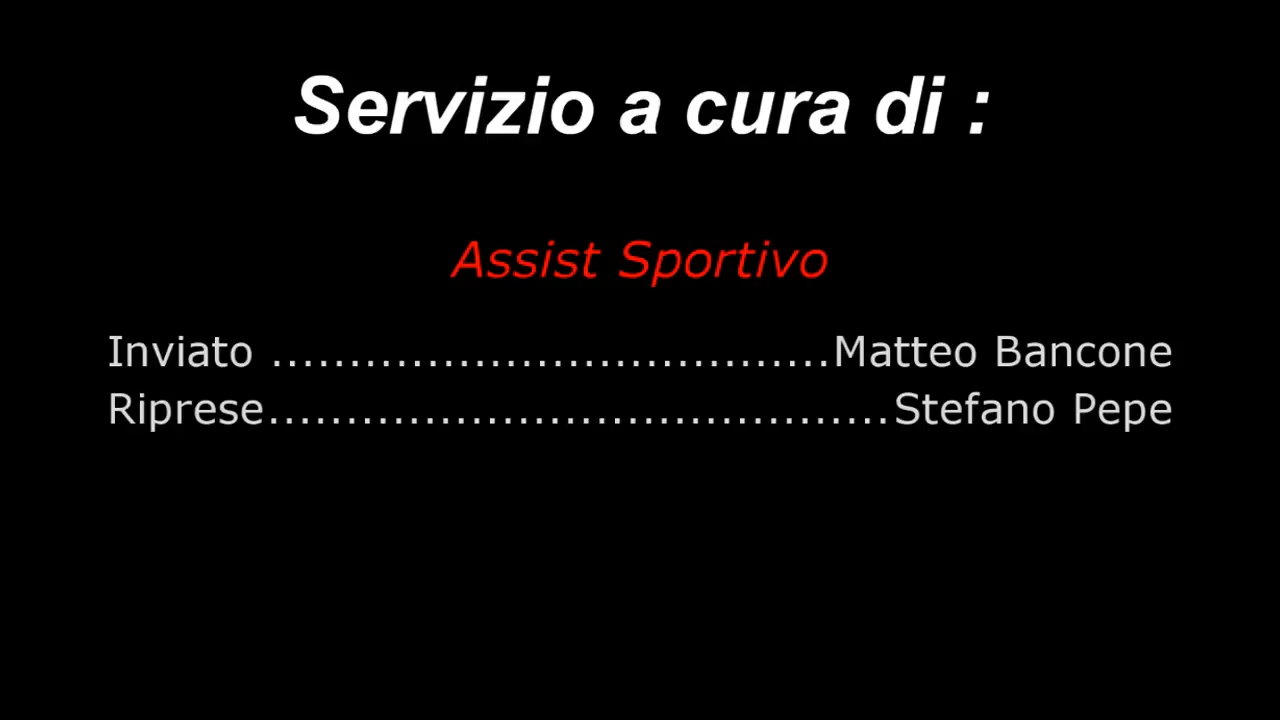 Servizio a cura di :
Assist Sportivo
Inviato ....................................Matteo Bancone
Riprese........................................Stefano Pepe